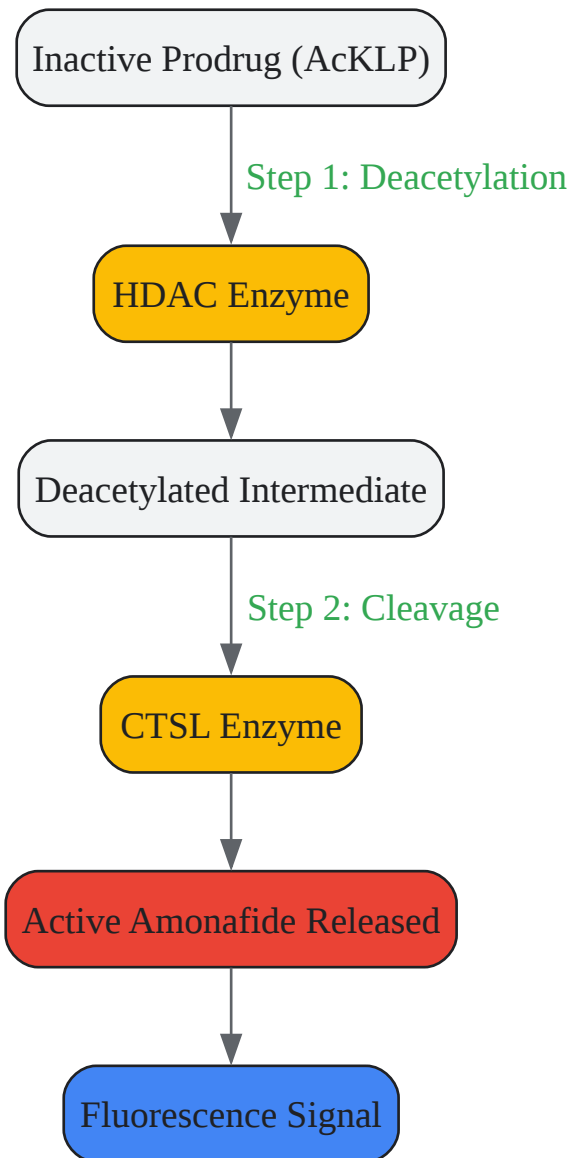 Inactive Prodrug (AcKLP)
Step 1: Deacetylation
HDAC Enzyme
Deacetylated Intermediate
Step 2: Cleavage
CTSL Enzyme
Active Amonafide Released
Fluorescence Signal